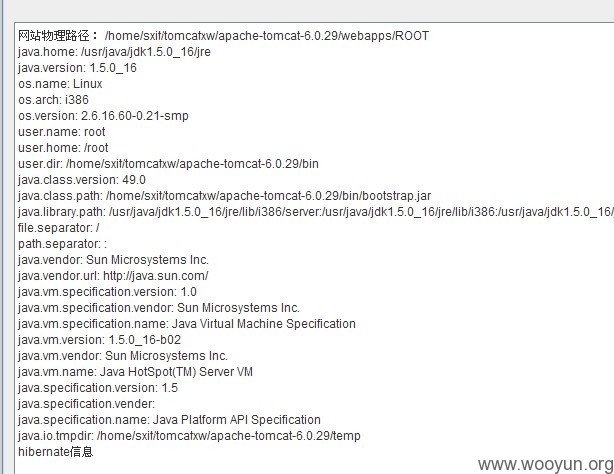 网站物理路径： /home/sxif/tomcatxw/apache-tomcat-6.0.29/webapps/ROOT
java.home: /usr/java/jdk1.5.0_16/jre
java.version: 1.5.0_16
os.name: Linux
os.arch: i386
os.version: 2.6.16.60-0.21-smp
user.name: root
user.home: /root
user.dir: /home/sxif/tomcatxw/apache-tomcat-6.0.29/bin
java.class.version: 49.0
java.class.path: /home/sxif/tomcatxw/apache-tomcat-6.0.29/bin/bootstrap.jar
java.library.path: /usr/java/jdk1.5.0_16/jre/lib/i386/server:/usr/java/jdk1.5.0_16/jre/lib/i386:/usr/java/jdk1.5.0_16/
file.separator: /
path.separator: :
java.vendor: Sun Microsystems Inc.
java.vendor.url: http://java.sun.com/
java.vm.specification.version: 1.0
java.vm.specification.vendor: Sun Microsystems Inc.
java.vm.specification.name: Java Virtual Machine Specification
java.vm.version: 1.5.0_16-b02
java.vm.vendor: Sun Microsystems Inc.
java.vm.name: Java HotSpot(TM) Server VM
java.specification.version: 1.5
java.specification.vender:
java.specification.name: Java Platform API Specification
java.io.tmpdir: /home/sxif/tomcatxw/apache-tomcat-6.0.29/temp
hibernate信息
www.wooyun.org